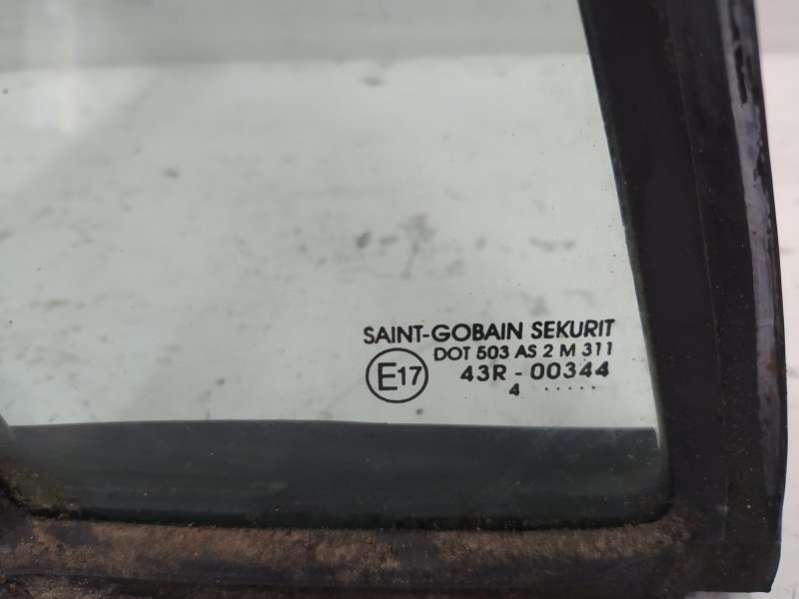 SAINT-GOBAIN SEKURIT
DOT 503 AS 2 M 311
E17 43R - 00344
4 .....